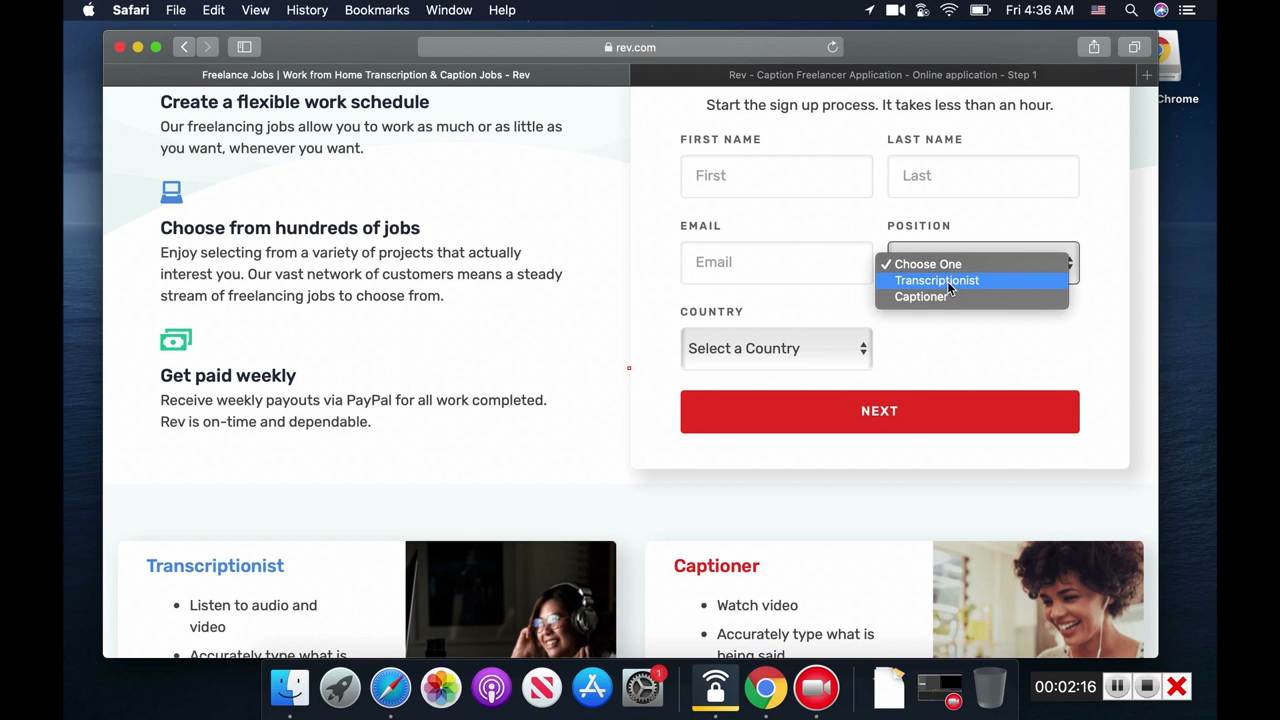 Safari File Edit View History Bookmarks Window Help
Fri 4:36 AM
rev.com
Freelance Jobs | Work from Home Transcription & Caption Jobs - Rev
Rev - Caption Freelancer Application - Online application - Step 1
Chrome
Create a flexible work schedule
Our freelancing jobs allow you to work as much or as little as
you want, whenever you want.
Choose from hundreds of jobs
Enjoy selecting from a variety of projects that actually
interest you. Our vast network of customers means a steady
stream of freelancing jobs to choose from.
Get paid weekly
Receive weekly payouts via PayPal for all work completed.
Rev is on-time and dependable.
Start the sign up process. It takes less than an hour.
FIRST NAME
LAST NAME
First
Last
EMAIL
POSITION
Email
Choose One
Transcriptionist
Captioner
COUNTRY
Select a Country
NEXT
Transcriptionist
Listen to audio and
video
Accurately type what is
Captioner
Watch video
Accurately type what is
being said
1
00:02:16